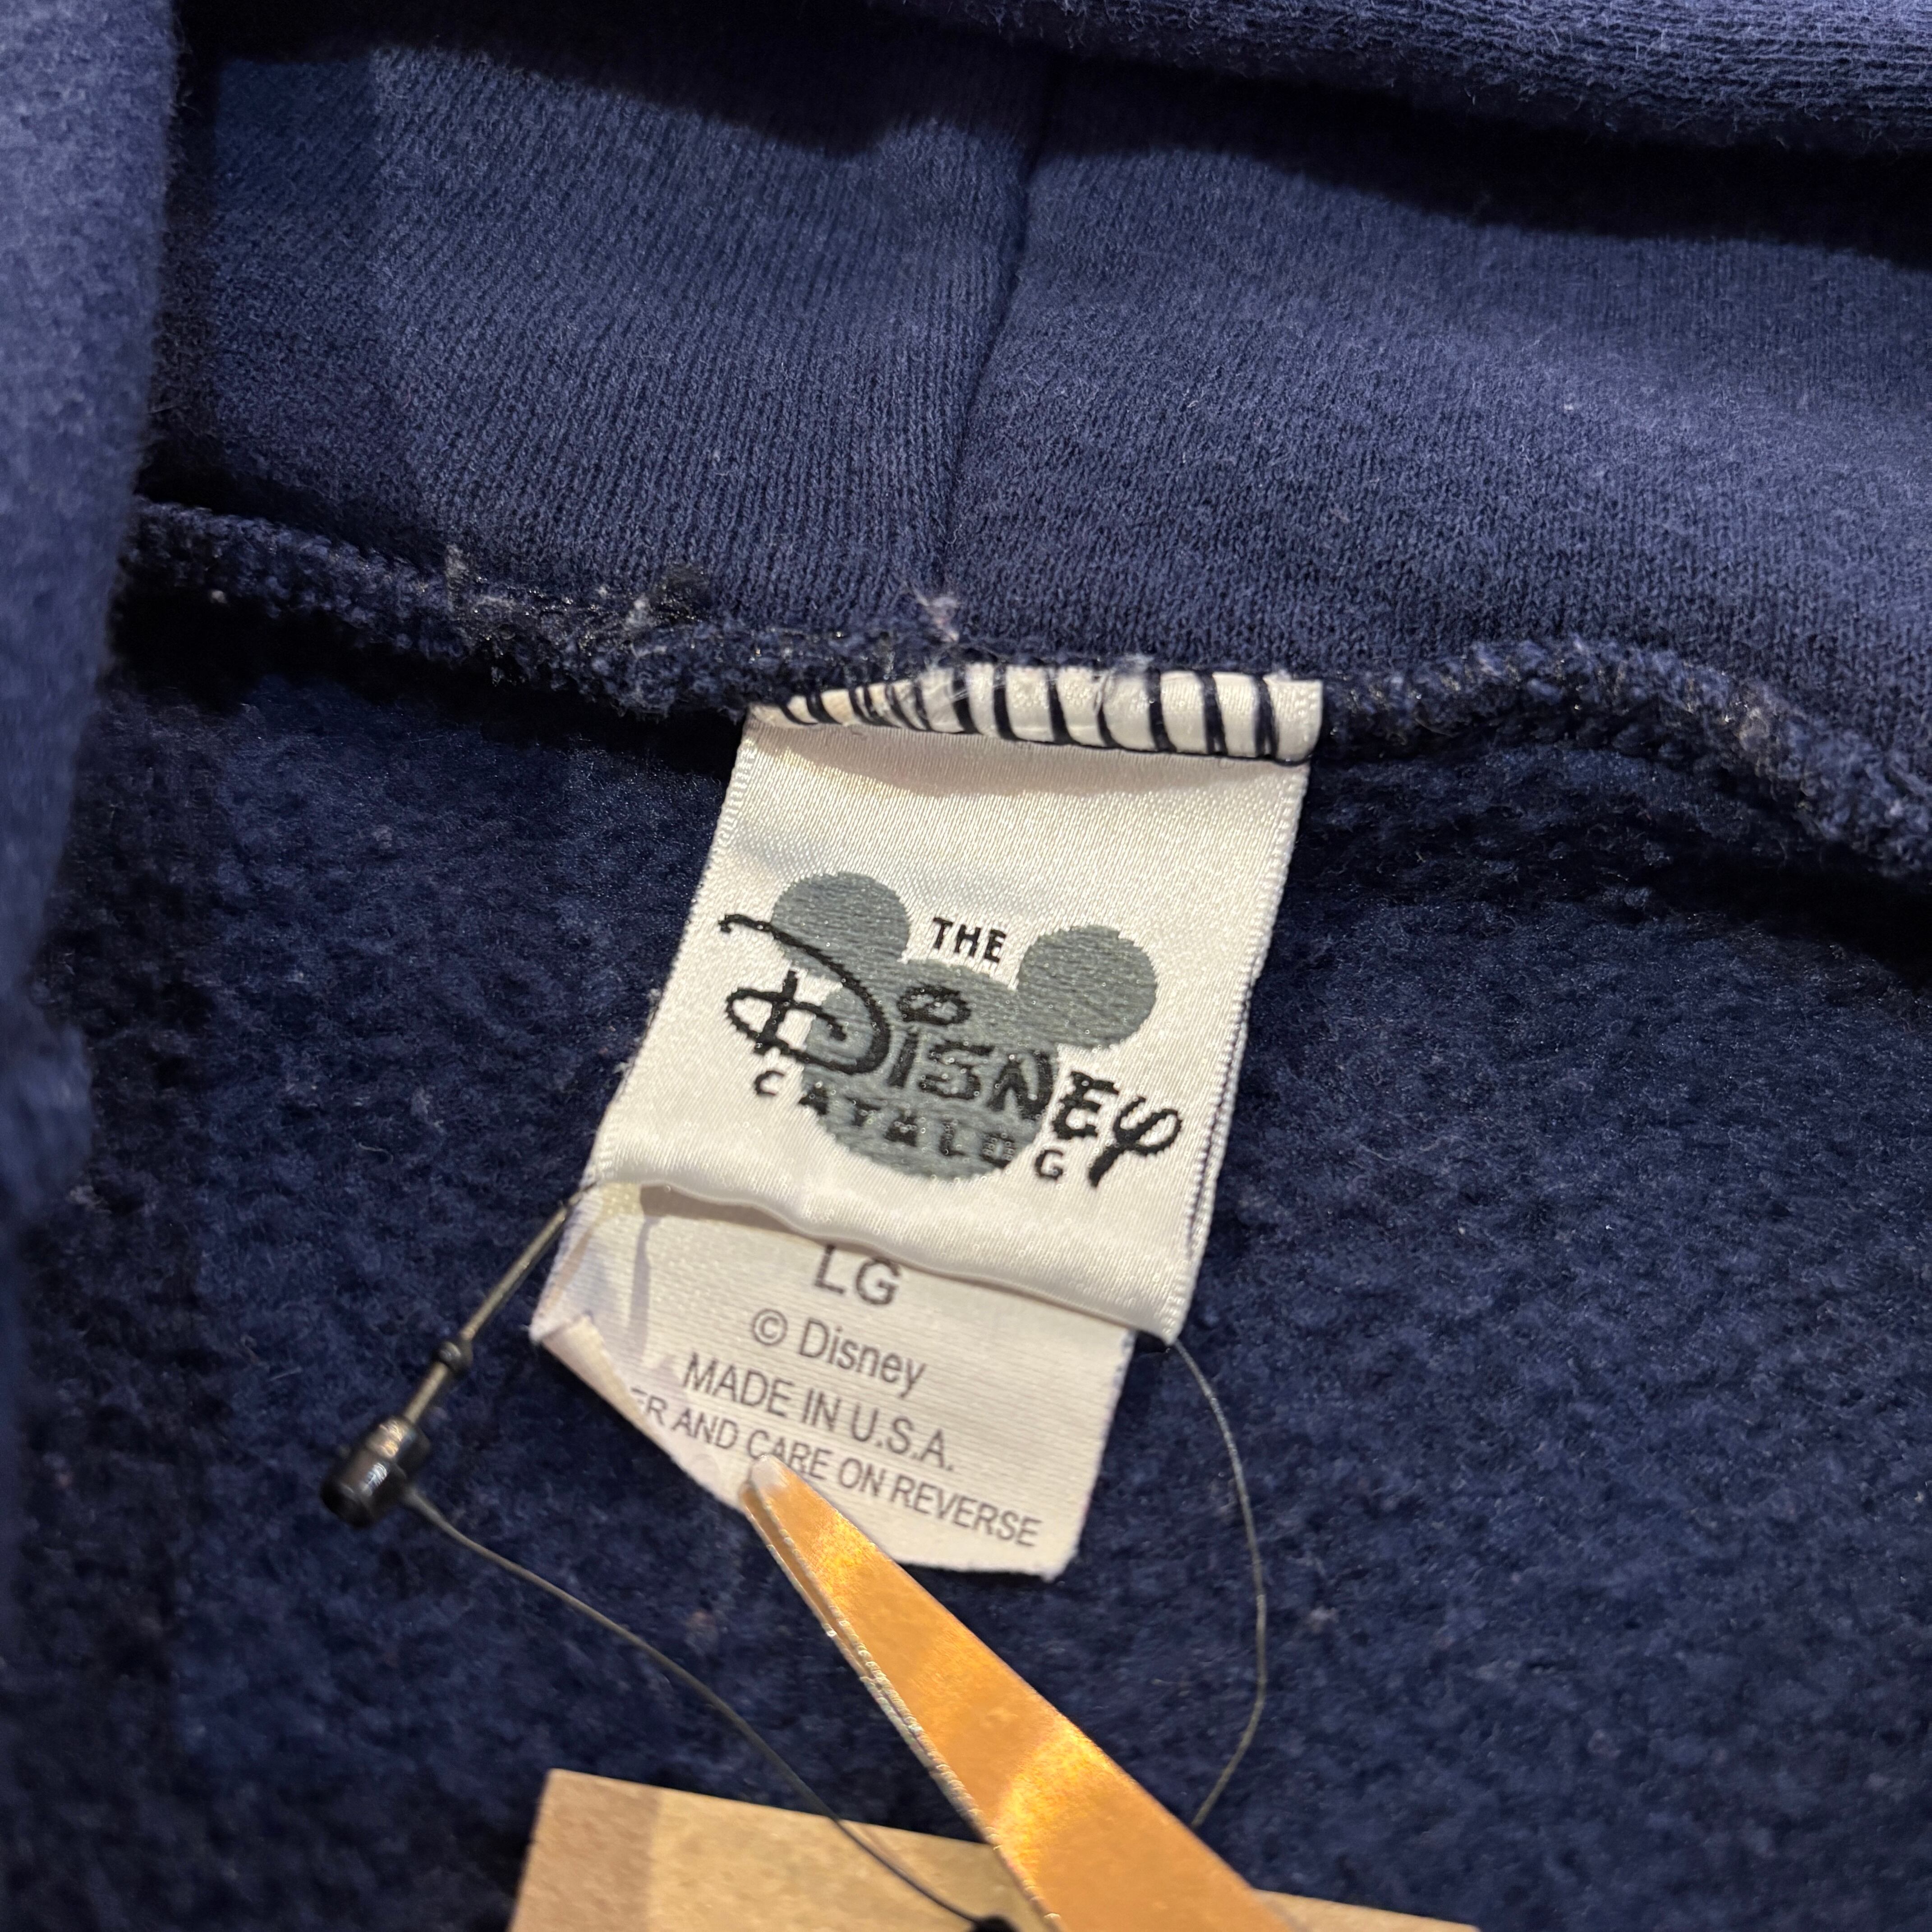 THE
DISNEY
CATALOG
LG
© Disney
MADE IN U.S.A.
AND CARE ON REVERSE